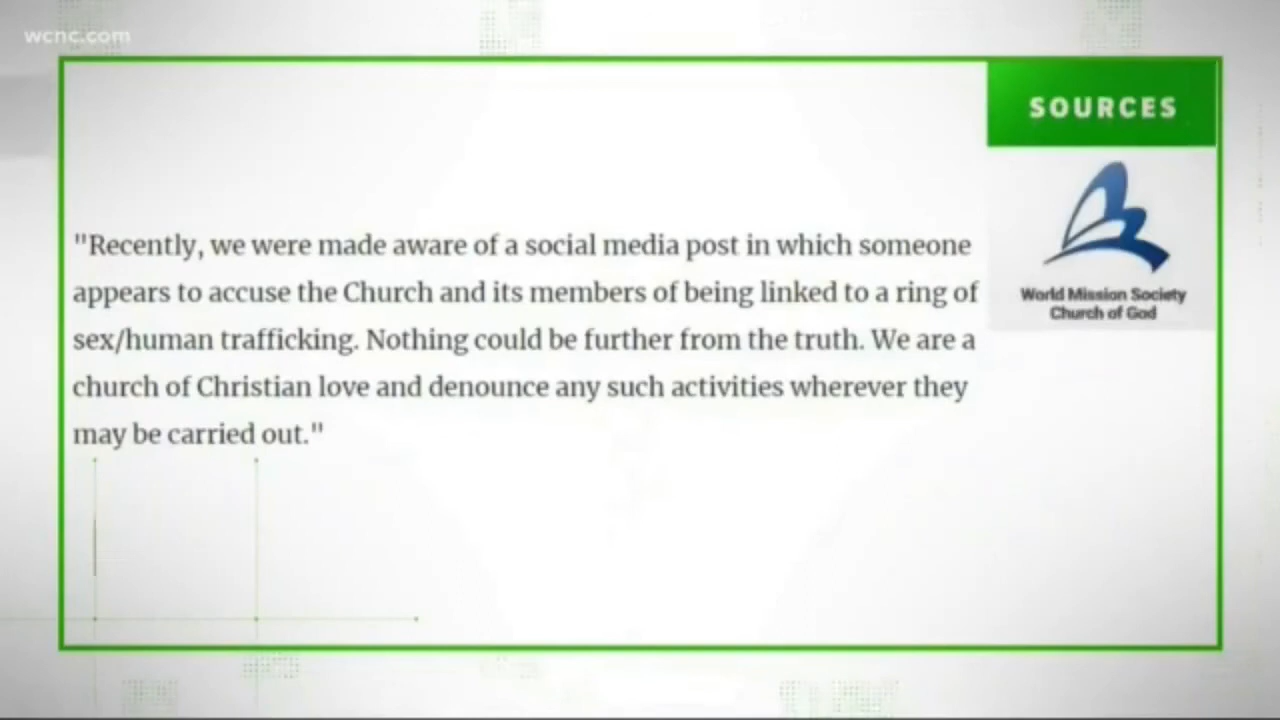 wcnc.com
SOURCES
World Mission Society
Church of God
"Recently, we were made aware of a social media post in which someone
appears to accuse the Church and its members of being linked to a ring of
sex/human trafficking. Nothing could be further from the truth. We are a
church of Christian love and denounce any such activities wherever they
may be carried out."